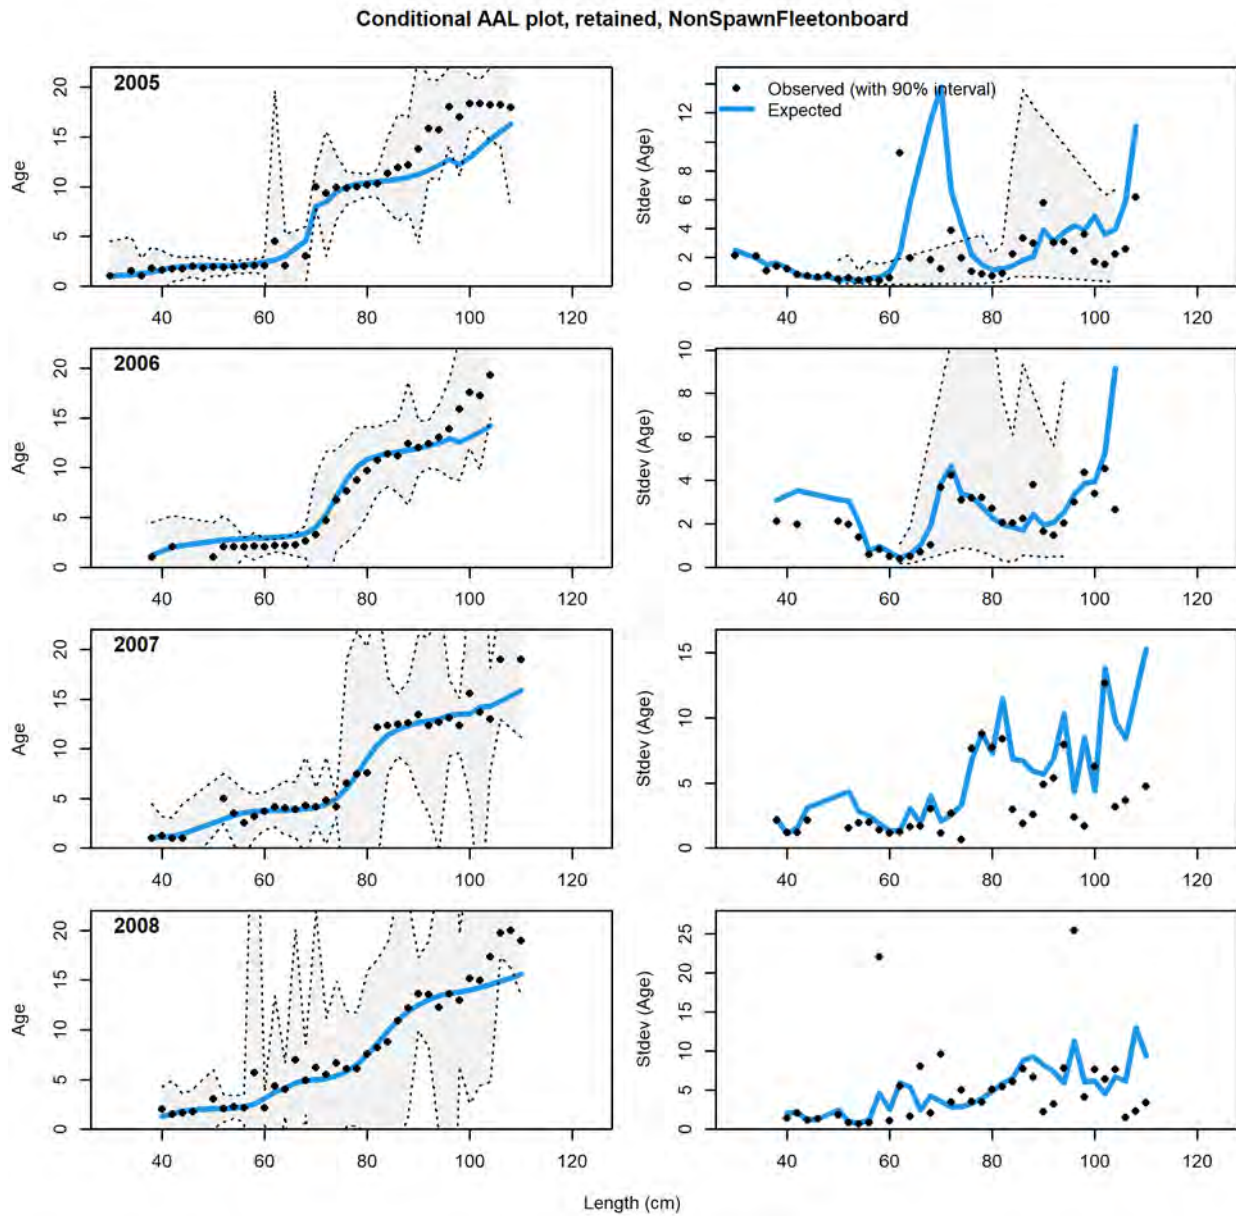 Conditional AAL plot, retained, NonSpawnFleetonboard
2005
Age
0 5 10 15 20
40 60 80 100 120
Observed (with 90% interval)
Expected
Stdev (Age)
0 2 4 6 8 12
40 60 80 100 120
2006
Age
0 5 10 15 20
40 60 80 100 120
Stdev (Age)
0 2 4 6 8 10
40 60 80 100 120
2007
Age
0 5 10 15 20
40 60 80 100 120
Stdev (Age)
0 5 10 15
40 60 80 100 120
2008
Age
0 5 10 15 20
40 60 80 100 120
Stdev (Age)
0 5 10 15 20 25
40 60 80 100 120
Length (cm)